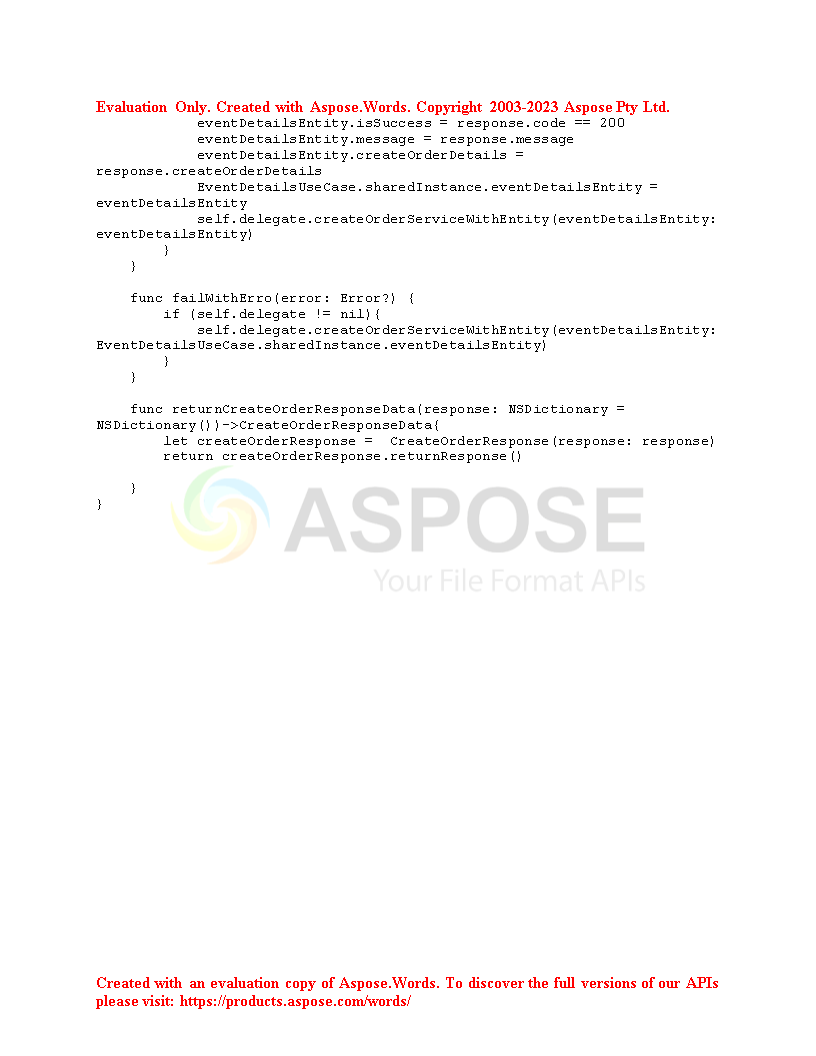 Evaluation Only. Created with Aspose.Words. Copyright 2003-2023 Aspose Pty Ltd.
            eventDetailsEntity.isSuccess = response.code == 200
            eventDetailsEntity.message = response.message
            eventDetailsEntity.createOrderDetails =
response.createOrderDetails
            EventDetailsUseCase.sharedInstance.eventDetailsEntity =
eventDetailsEntity
            self.delegate.createOrderServiceWithEntity(eventDetailsEntity:
eventDetailsEntity)
        }
    }
    func failWithErro(error: Error?) {
        if (self.delegate != nil){
            self.delegate.createOrderServiceWithEntity(eventDetailsEntity:
EventDetailsUseCase.sharedInstance.eventDetailsEntity)
        }
    }
    func returnCreateOrderResponseData(response: NSDictionary =
NSDictionary())->CreateOrderResponseData{
        let createOrderResponse =  CreateOrderResponse(response: response)
        return createOrderResponse.returnResponse()
    }
}
ASPOSE
Your File Format APIs
Created with an evaluation copy of Aspose.Words. To discover the full versions of our APIs
please visit: https://products.aspose.com/words/